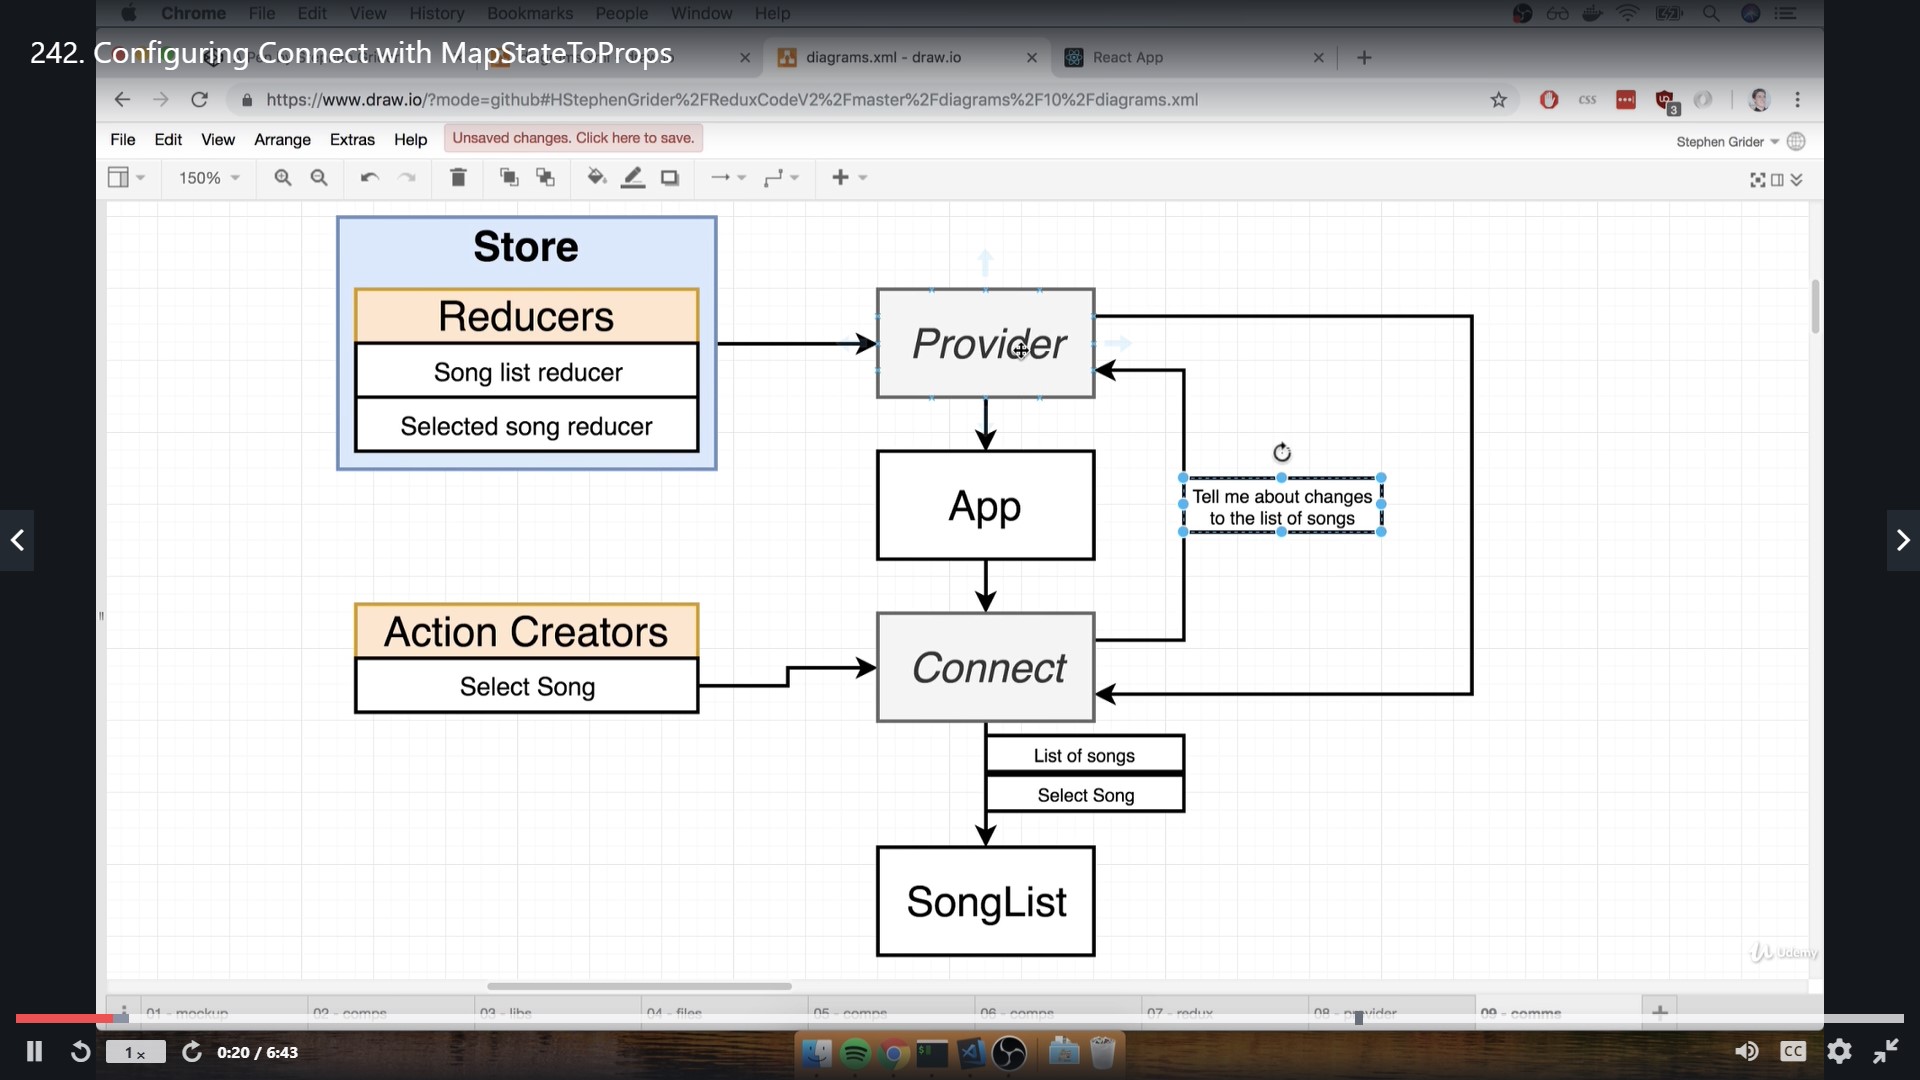 Chrome File Edit View History Bookmarks People Window Help
242. Configuring Connect with MapStateToProps
diagrams.xml - draw.io
React App
https://www.draw.io/?mode=github#HStephenGrider%2FReduxCodeV2%2Fmaster%2Fdiagrams%2F10%2Fdiagrams.xml
CSS
3
File Edit View Arrange Extras Help Unsaved changes. Click here to save.
Stephen Grider
150%
Store
Reducers
Song list reducer
Selected song reducer
Provider
App
Tell me about changes
to the list of songs
Action Creators
Select Song
Connect
List of songs
Select Song
SongList
Udemy
01 - mockup 02 - comps 03 - libs 04 - files 05 - comps 06 - comps 07 - redux 08 - provider 09 - comms
1 x 0:20 / 6:43
CC